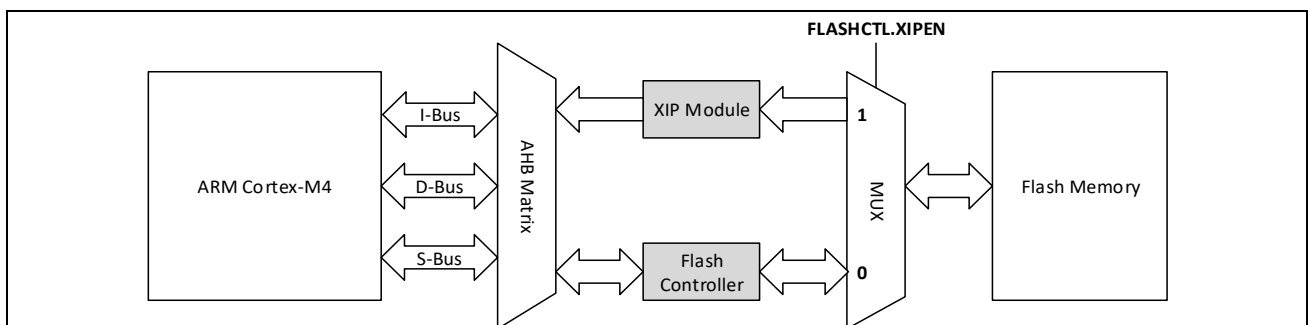 FLASHCTL.XIPEN
ARM Cortex-M4
I-Bus
D-Bus
S-Bus
AHB Matrix
XIP Module
Flash
Controller
1
0
MUX
Flash Memory